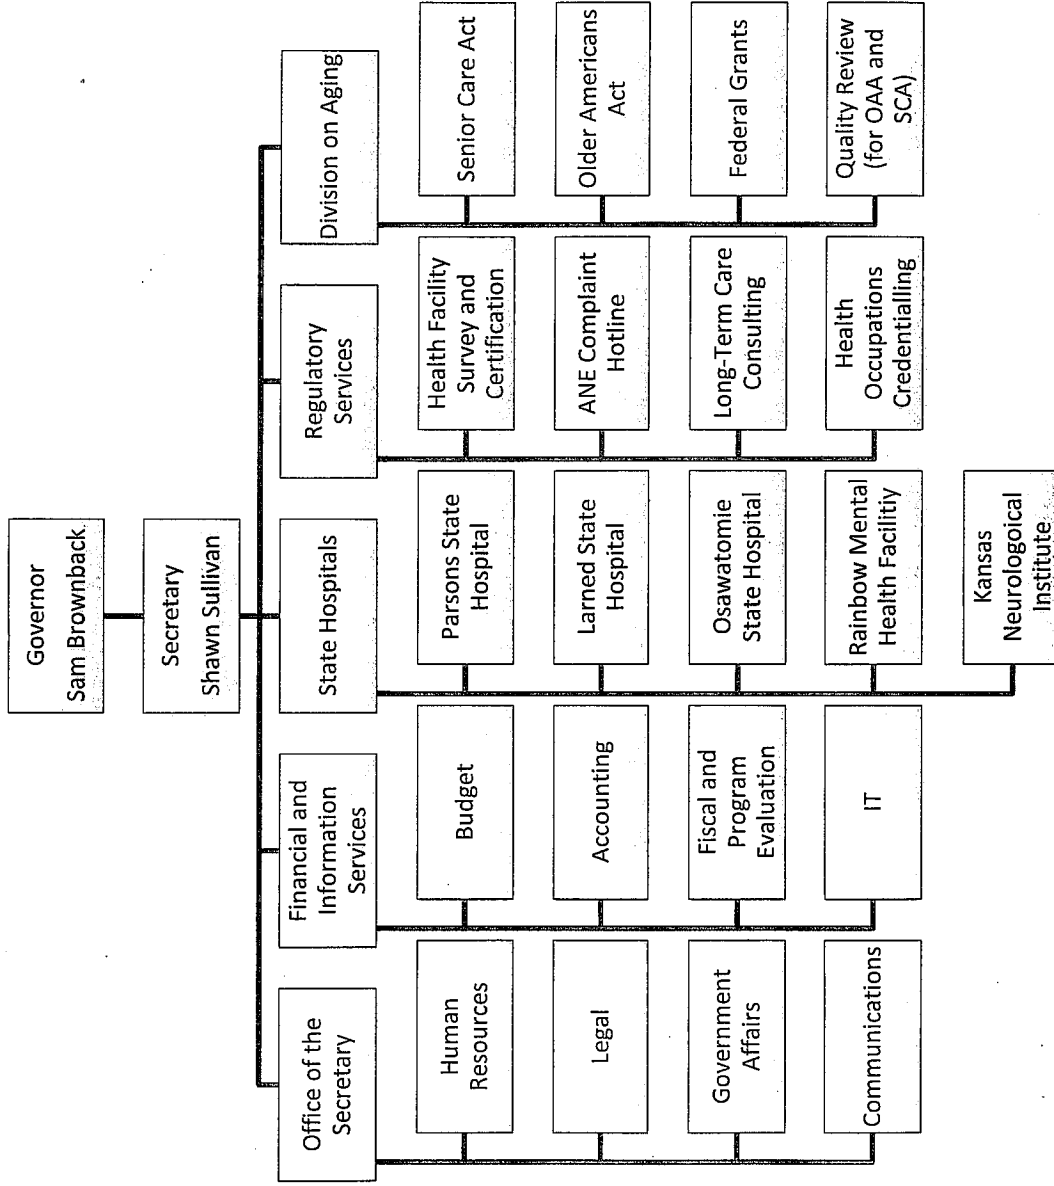 Governor
Sam Brownback
Secretary
Shawn Sullivan
Office of the
Secretary
Human
Resources
Legal
Government
Affairs
Communications
Financial and
Information
Services
Budget
Accounting
Fiscal and
Program
Evaluation
IT
State Hospitals
Parsons State
Hospital
Larned State
Hospital
Osawatomie
State Hospital
Rainbow Mental
Health Facilitiy
Kansas
Neurologoical
Institute
Regulatory
Services
Health Facility
Survey and
Certification
ANE Complaint
Hotline
Long-Term Care
Consulting
Health
Occupations
Credentialling
Division on Aging
Senior Care Act
Older Americans
Act
Federal Grants
Quality Review
(for OAA and
SCA)